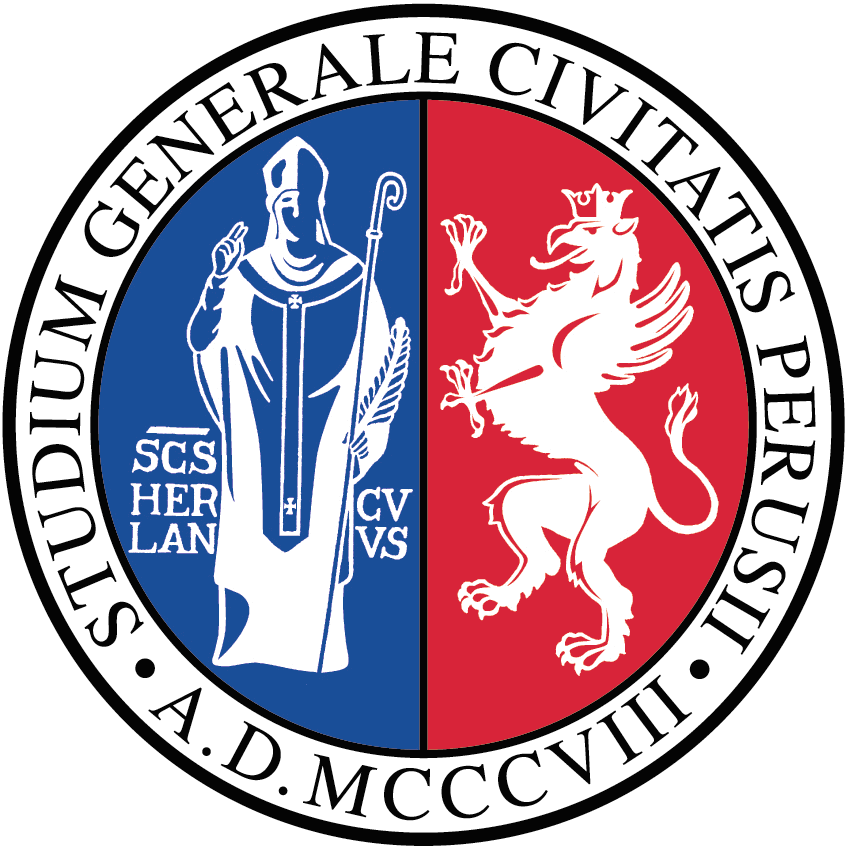 STUDIUM GENERALE CIVITATIS PERUSII
SCS
HER CV
LAN VS
• A.D. MCCCVIII •